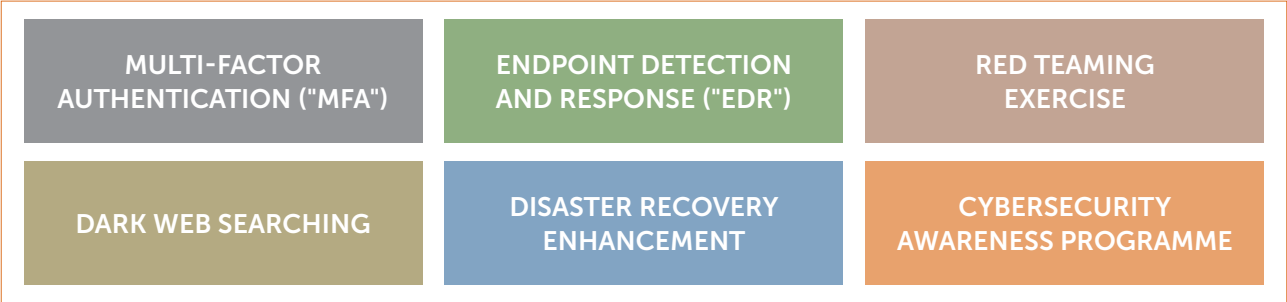 MULTI-FACTOR
AUTHENTICATION ("MFA")
ENDPOINT DETECTION
AND RESPONSE ("EDR")
RED TEAMING
EXERCISE
DARK WEB SEARCHING
DISASTER RECOVERY
ENHANCEMENT
CYBERSECURITY
AWARENESS PROGRAMME